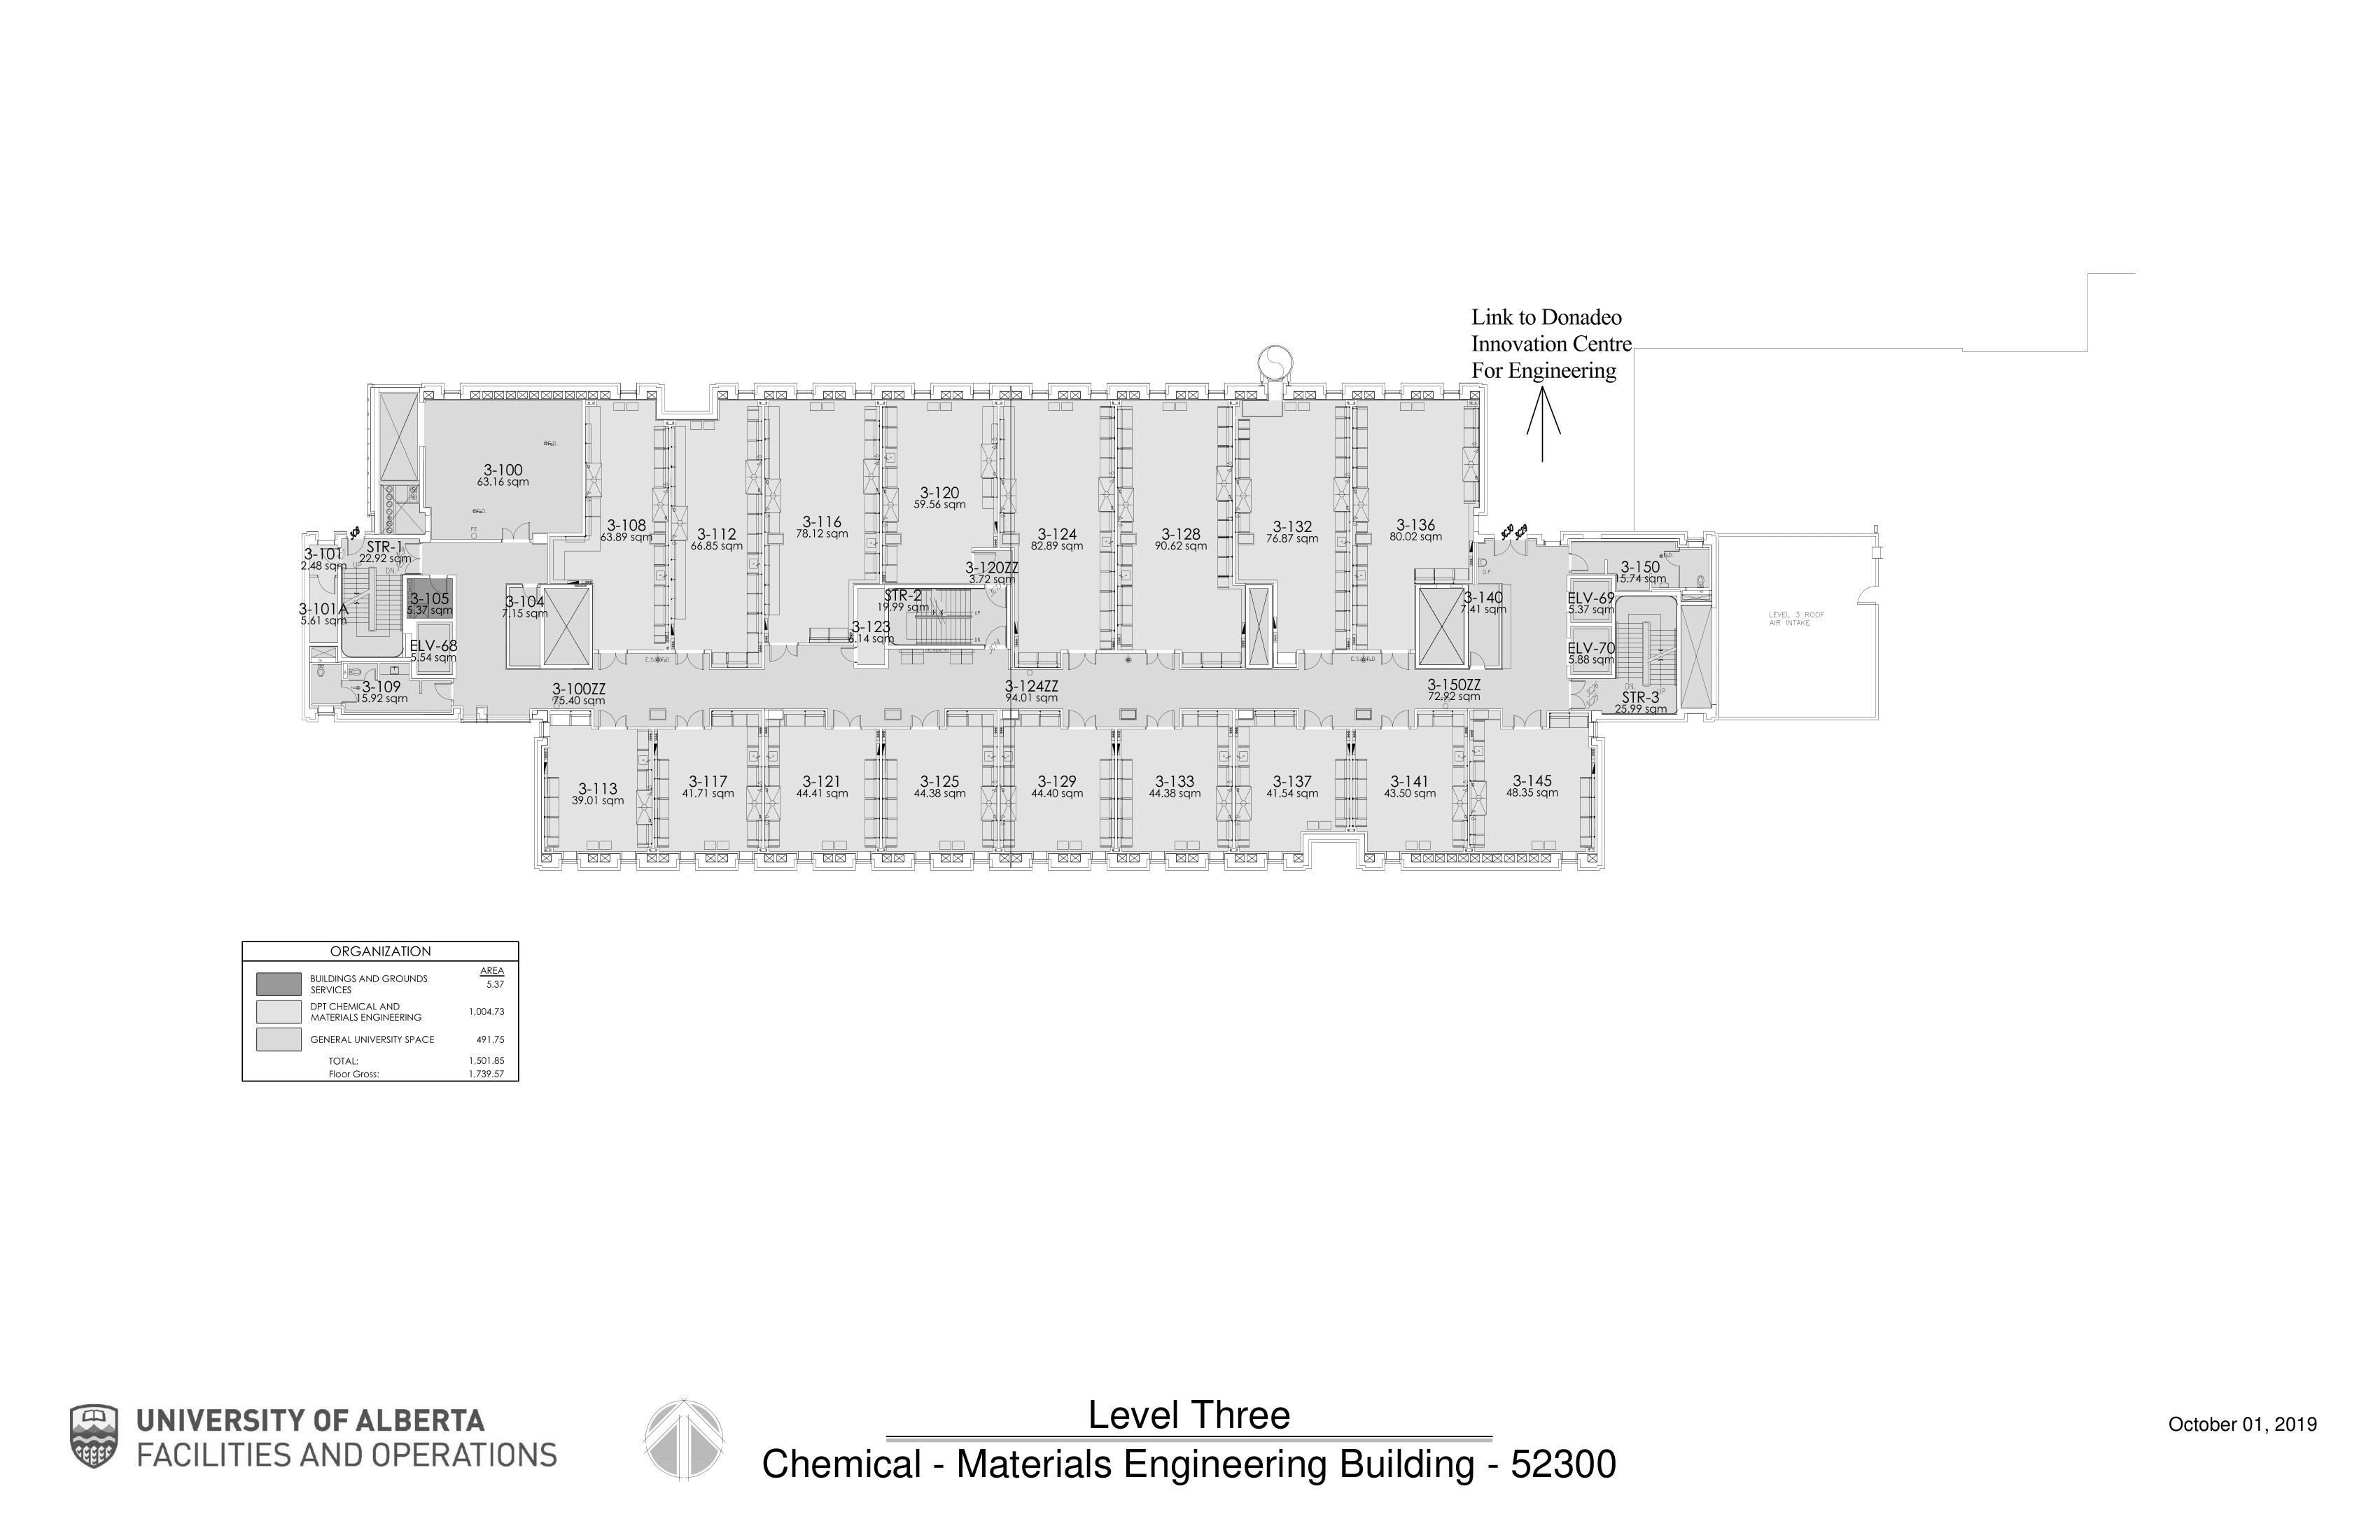 Link to Donadeo
Innovation Centre
For Engineering
3-100
63.16 sqm
3-108
63.89 sqm
3-112
66.85 sqm
3-116
78.12 sqm
3-120
59.56 sqm
3-124
82.89 sqm
3-128
90.62 sqm
3-132
76.87 sqm
3-136
80.02 sqm
3-101
2.48 sqm
STR-1
22.92 sqm
3-101A
5.61 sqm
3-105
5.37 sqm
3-104
7.15 sqm
ELV-68
5.54 sqm
3-109
15.92 sqm
3-120ZZ
3.72 sqm
STR-2
19.99 sqm
3-123
6.14 sqm
3-140
7.41 sqm
3-150
15.74 sqm
ELV-69
5.37 sqm
ELV-70
5.88 sqm
STR-3
25.99 sqm
LEVEL 3 ROOF
AIR INTAKE
FE
UP
DN.
UP
DN.
D.F.
DN.
UP
3-100ZZ
75.40 sqm
3-124ZZ
94.01 sqm
3-150ZZ
72.92 sqm
3-113
39.01 sqm
3-117
41.71 sqm
3-121
44.41 sqm
3-125
44.38 sqm
3-129
44.40 sqm
3-133
44.38 sqm
3-137
41.54 sqm
3-141
43.50 sqm
3-145
48.35 sqm
ORGANIZATION
AREA
BUILDINGS AND GROUNDS
SERVICES 5.37
DPT CHEMICAL AND
MATERIALS ENGINEERING 1,004.73
GENERAL UNIVERSITY SPACE 491.75
TOTAL: 1,501.85
Floor Gross: 1,739.57
UNIVERSITY OF ALBERTA
FACILITIES AND OPERATIONS
Level Three
Chemical - Materials Engineering Building - 52300
October 01, 2019